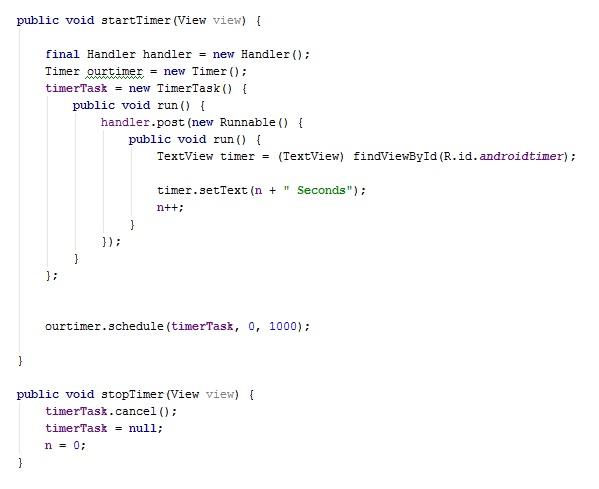 public void startTimer(View view) {
final Handler handler = new Handler();
Timer ourtimer = new Timer();
timerTask = new TimerTask() {
public void run() {
handler.post(new Runnable() {
public void run() {
TextView timer = (TextView) findViewById(R.id.androidtimer);
timer.setText(n + " Seconds");
n++;
}
});
}
};
ourtimer.schedule(timerTask, 0, 1000);
}
public void stopTimer(View view) {
timerTask.cancel();
timerTask = null;
n = 0;
}